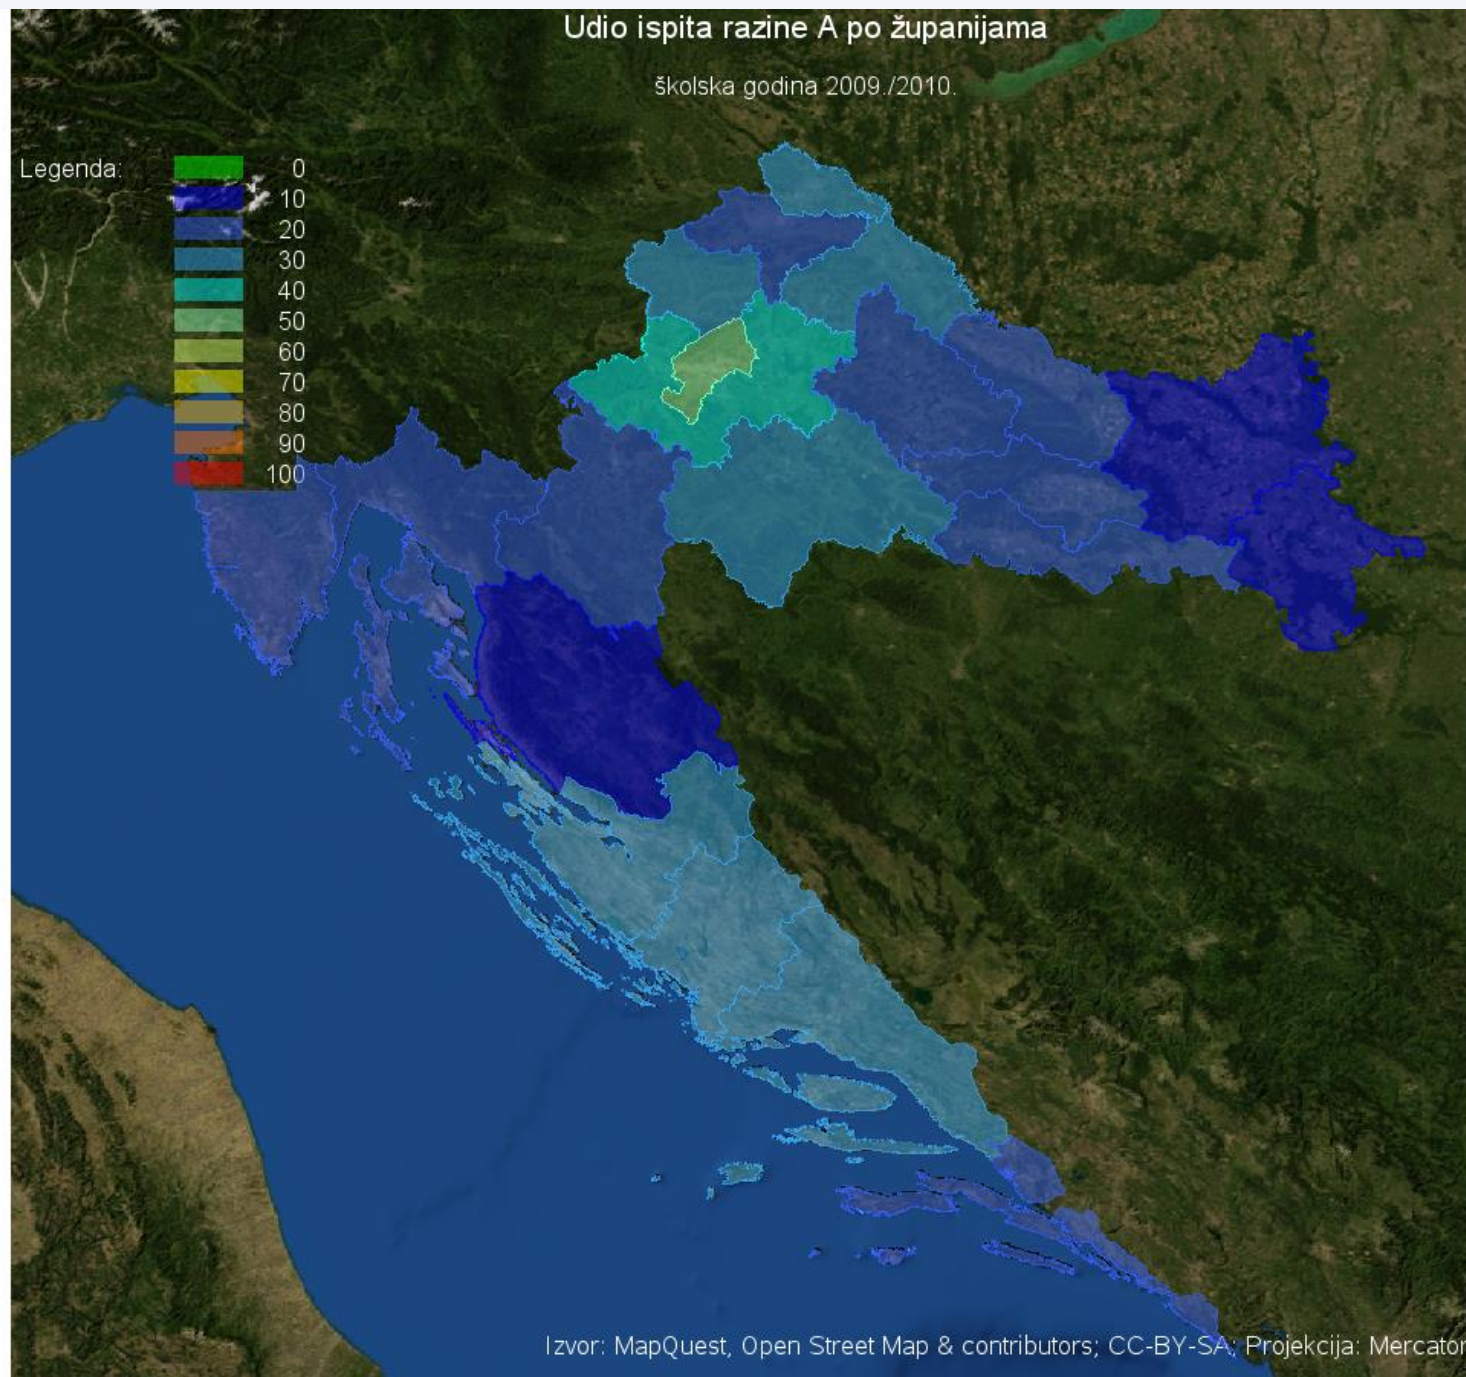 Udio ispita razine A po županijama
školska godina 2009./2010.
Legenda:
0
10
20
30
40
50
60
70
80
90
100
Izvor: MapQuest, Open Street Map & contributors; CC-BY-SA; Projekcija: Mercator